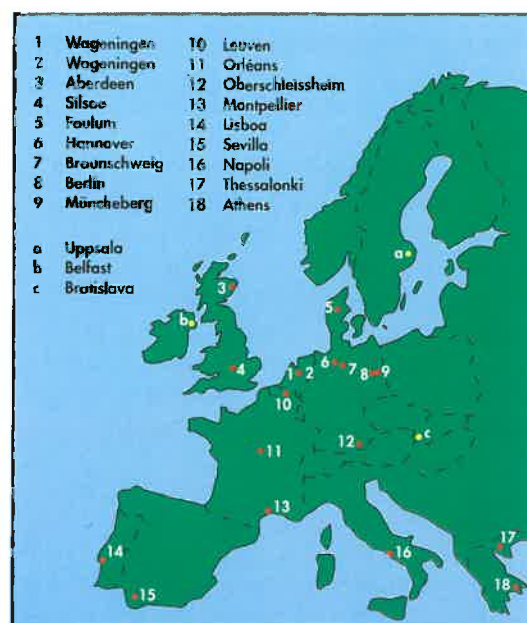 1 Wageningen 10 Leuven
2 Wageningen 11 Orléans
3 Aberdeen 12 Oberschleissheim
4 Silsoe 13 Montpellier
5 Foulum 14 Lisboa
6 Hannover 15 Sevilla
7 Braunschweig 16 Napoli
8 Berlin 17 Thessalonki
9 Müncheberg 18 Athens
a Uppsala
b Belfast
c Bratislava
a
3
b
5
4
1 2
6
7
8
9
10
12
c
11
13
14
15
16
17
18